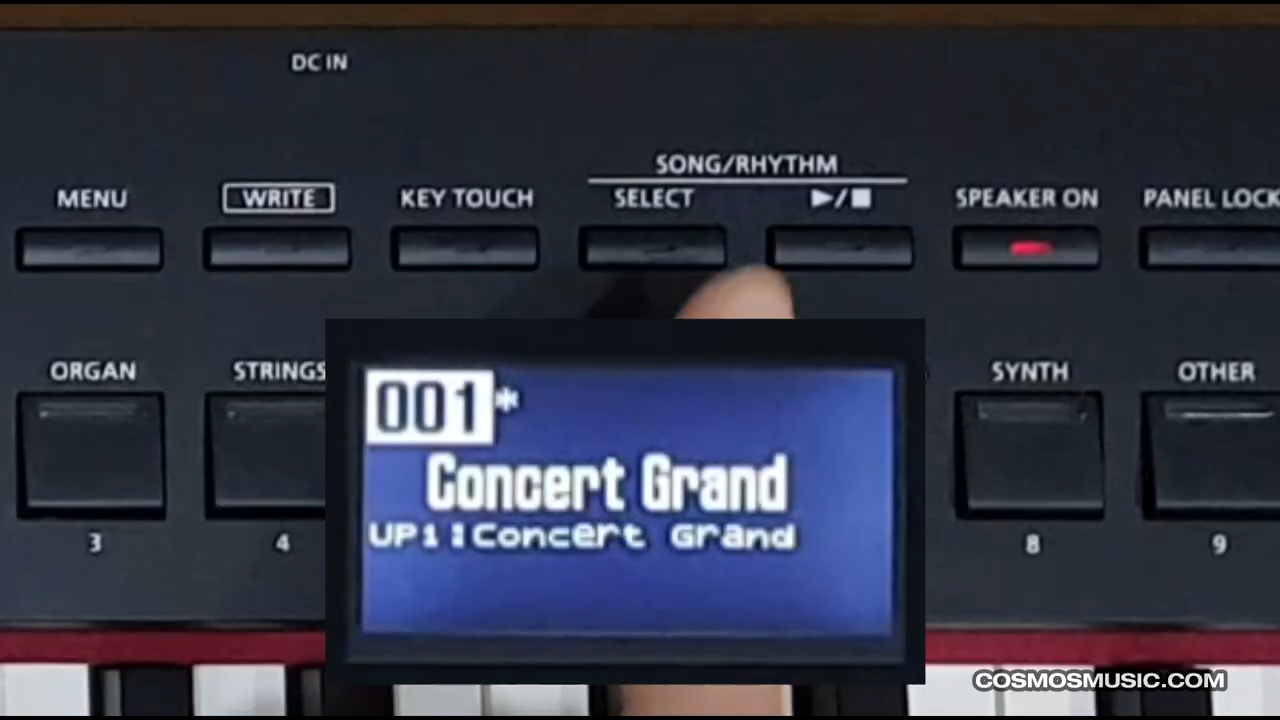 DC IN
SONG/RHYTHM
MENU WRITE KEY TOUCH SELECT ▶/■ SPEAKER ON PANEL LOCK
ORGAN STRINGS SYNTH OTHER
001*
Concert Grand
UP1:Concert Grand
3 4 8 9
COSMOSMUSIC.COM